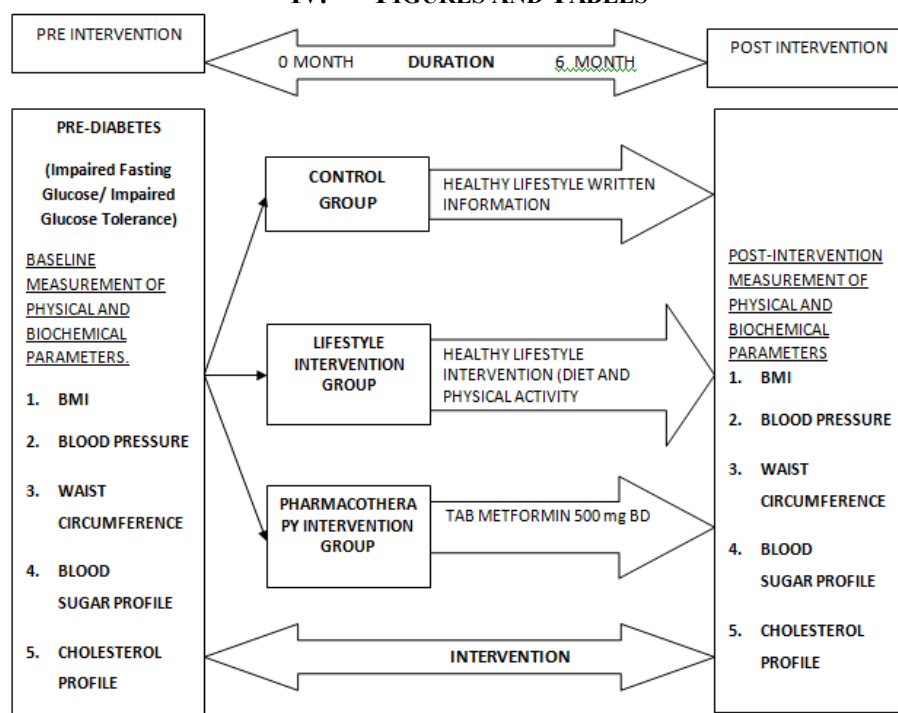 IV. FIGURES AND TABLES
PRE INTERVENTION
0 MONTH DURATION 6 MONTH
POST INTERVENTION
PRE-DIABETES
(Impaired Fasting
Glucose/ Impaired
Glucose Tolerance)
BASELINE
MEASUREMENT OF
PHYSICAL AND
BIOCHEMICAL
PARAMETERS.
1. BMI
2. BLOOD PRESSURE
3. WAIST
CIRCUMFERENCE
4. BLOOD
SUGAR PROFILE
5. CHOLESTEROL
PROFILE
CONTROL
GROUP
HEALTHY LIFESTYLE WRITTEN
INFORMATION
LIFESTYLE
INTERVENTION
GROUP
HEALTHY LIFESTYLE
INTERVENTION (DIET AND
PHYSICAL ACTIVITY
PHARMACOTHERA
PY INTERVENTION
GROUP
TAB METFORMIN 500 mg BD
INTERVENTION
POST-INTERVENTION
MEASUREMENT OF
PHYSICAL AND
BIOCHEMICAL
PARAMETERS
1. BMI
2. BLOOD PRESSURE
3. WAIST
CIRCUMFERENCE
4. BLOOD
SUGAR PROFILE
5. CHOLESTEROL
PROFILE